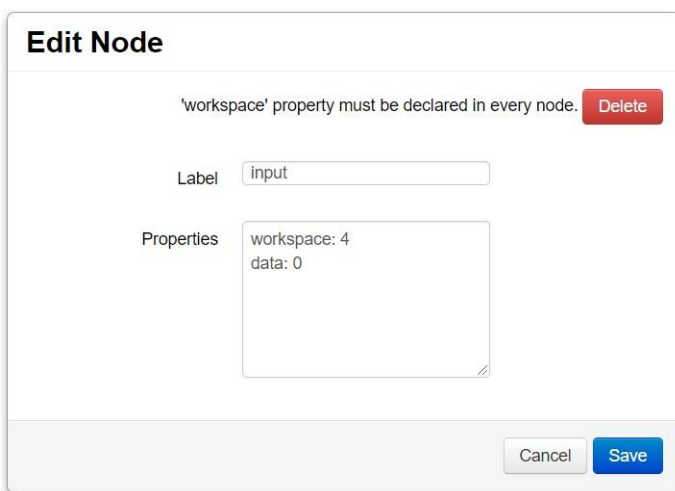 Edit Node
'workspace' property must be declared in every node. Delete
Label input
Properties workspace: 4
data: 0
Cancel Save